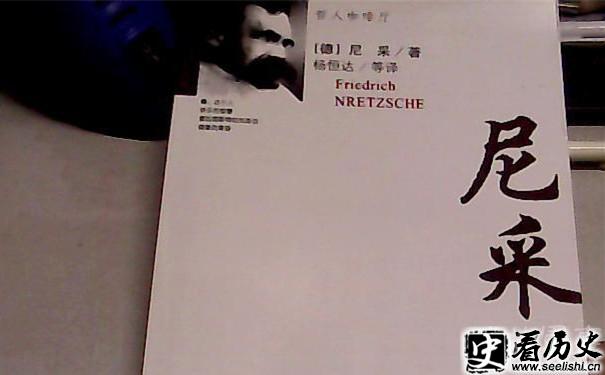 哲人咖啡厅
[德] 尼 采／著
杨恒达／等译
Friedrich
NRETZSCHE
尼
采
史 看历史
www.seelishi.cn